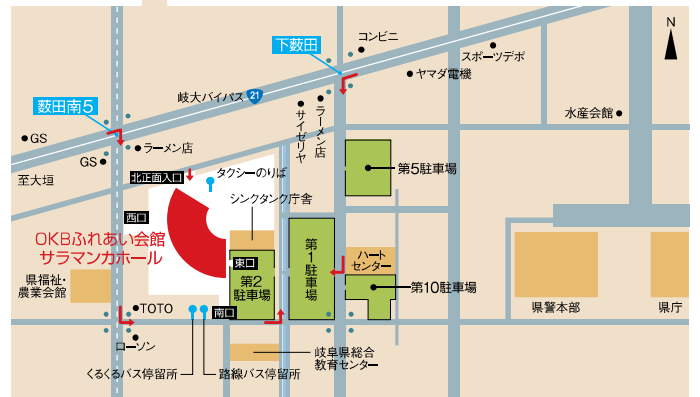 N
コンビニ
下薮田
スポーツデポ
ヤマダ電機
岐大バイパス
21
薮田南5
サイゼリヤ
ラーメン店
水産会館
GS
ラーメン店
GS
至大垣
北正面入口
タクシーのりば
第5駐車場
シンクタンク庁舎
西口
OKBふれあい会館
サラマンカホール
東口
第1駐車場
ハート
センター
県福祉・
農業会館
第2
駐車場
第10駐車場
TOTO
南口
県警本部
県庁
ローソン
岐阜県総合
教育センター
くるくるバス停留所
路線バス停留所